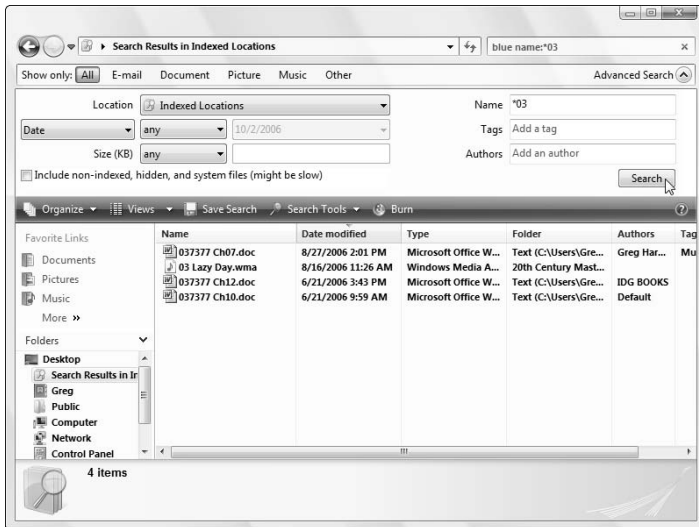 Search Results in Indexed Locations
blue name:*03
Show only: All E-mail Document Picture Music Other Advanced Search
Location Indexed Locations Name *03
Date any 10/2/2006 Tags Add a tag
Size (KB) any Authors Add an author
Include non-indexed, hidden, and system files (might be slow) Search
Organize Views Save Search Search Tools Burn
Favorite Links Name Date modified Type Folder Authors Tag
037377 Ch07.doc 8/27/2006 2:01 PM Microsoft Office W... Text (C:\Users\Gre... Greg Har... Mu
Documents 03 Lazy Day.wma 8/16/2006 11:26 AM Windows Media A... 20th Century Mast...
Pictures 037377 Ch12.doc 6/21/2006 3:43 PM Microsoft Office W... Text (C:\Users\Gre... IDG BOOKS
Music 037377 Ch10.doc 6/21/2006 9:59 AM Microsoft Office W... Text (C:\Users\Gre... Default
More »
Folders
Desktop
Search Results in Ir
Greg
Public
Computer
Network
Control Panel
4 items